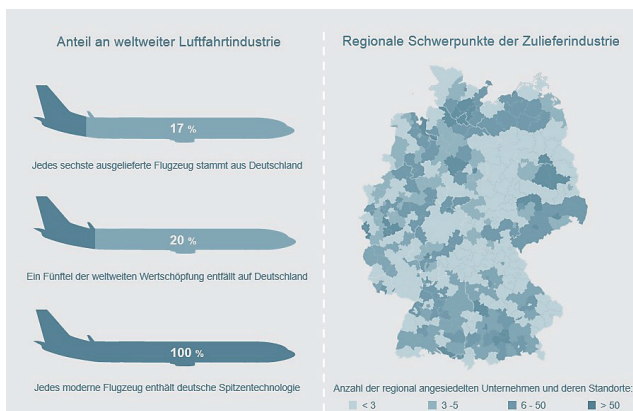 Anteil an weltweiter Luftfahrtindustrie
17 %
Jedes sechste ausgelieferte Flugzeug stammt aus Deutschland
20 %
Ein Fünftel der weltweiten Wertschöpfung entfällt auf Deutschland
100 %
Jedes moderne Flugzeug enthält deutsche Spitzentechnologie
Regionale Schwerpunkte der Zulieferindustrie
Anzahl der regional angesiedelten Unternehmen und deren Standorte:
< 3 3 -5 6 - 50 > 50